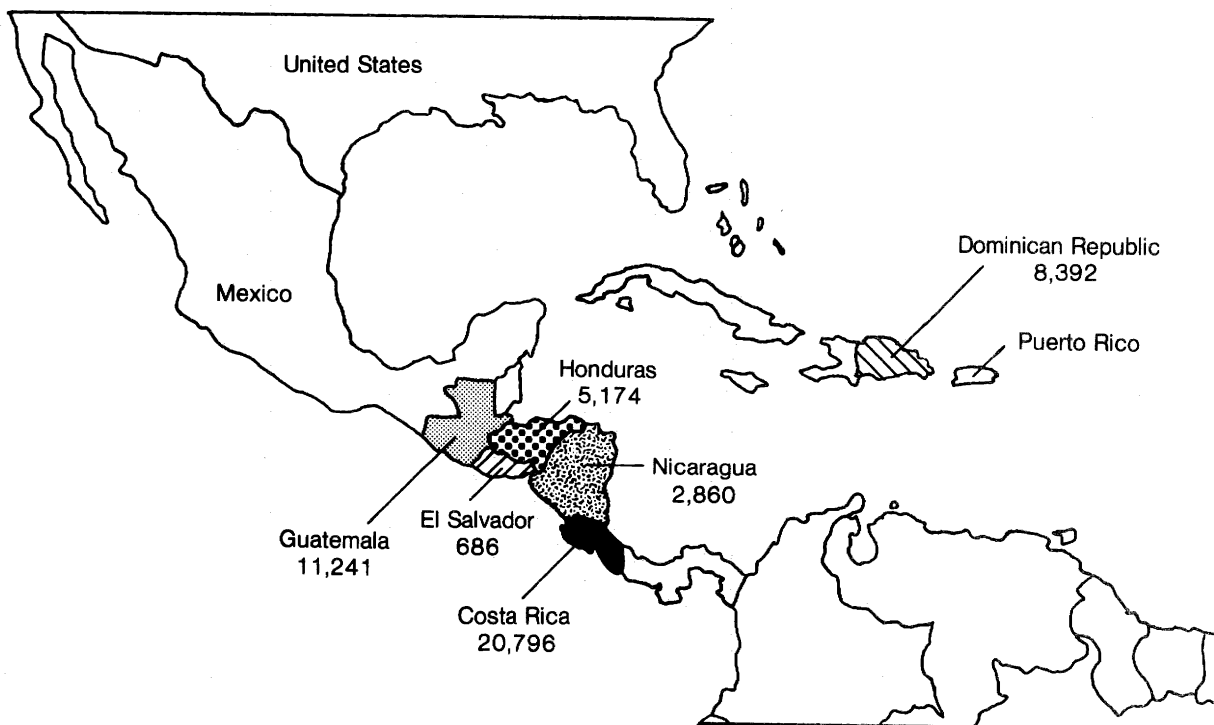 United States
Dominican Republic
8,392
Mexico
Puerto Rico
Honduras
5,174
Nicaragua
2,860
El Salvador
686
Guatemala
11,241
Costa Rica
20,796